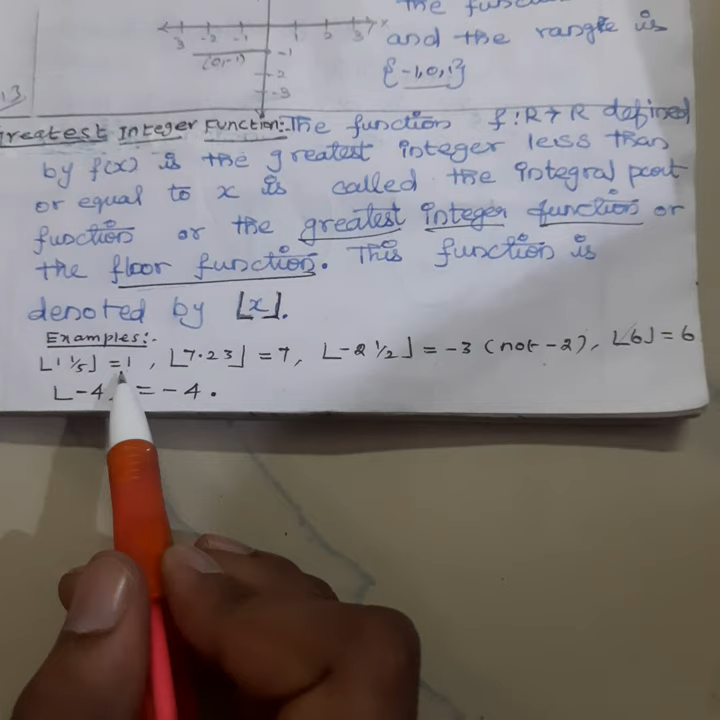 the func
and the range is
{-1,0,1}
3 -2 -1 1 2 3 x
(0,-1) -1
-2
-3
13
Greatest Integer Function:- The function f:R→R defined
by f(x) is the greatest integer less than
or equal to x is called the integral part
function or the greatest integer function or
the floor function. This function is
denoted by ⌊x⌋.
Examples:-
⌊1 1/5⌋ = 1, ⌊7.23⌋ = 7, ⌊-2 1/2⌋ = -3 (not -2), ⌊6⌋ = 6
⌊-4 = -4.